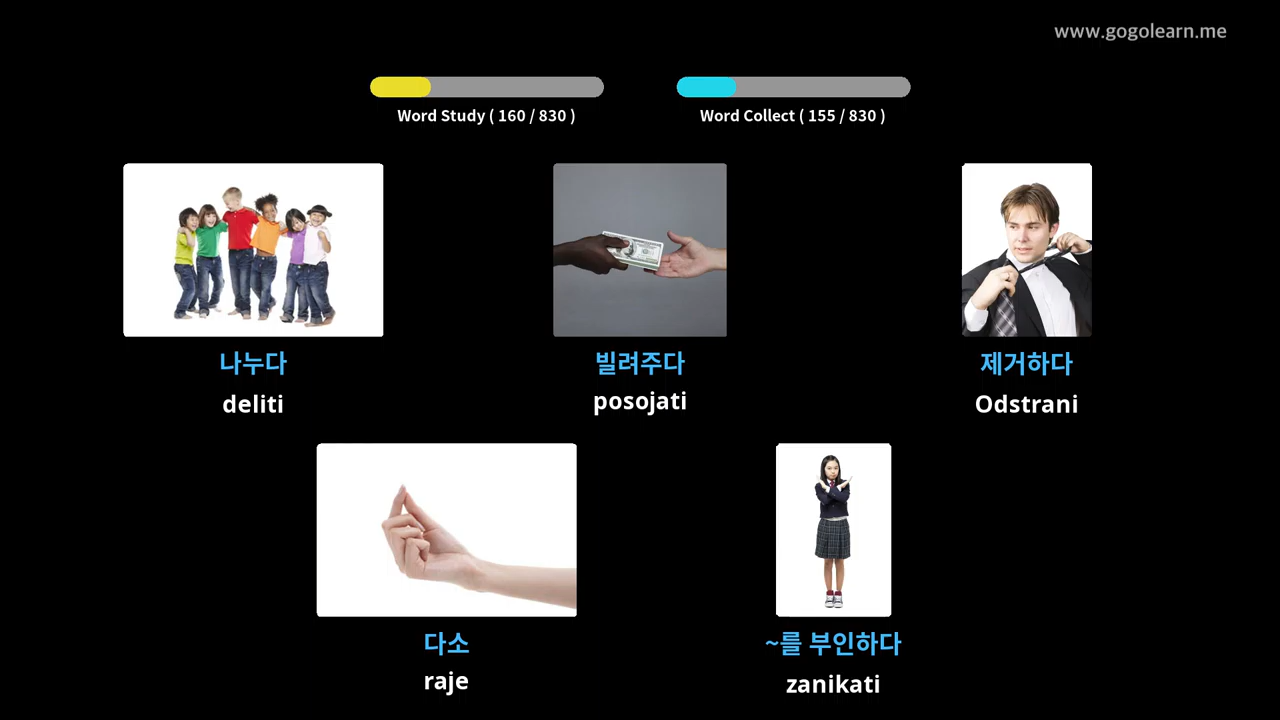 www.gogolearn.me
Word Study ( 160 / 830 )
Word Collect ( 155 / 830 )
나누다
deliti
빌려주다
posojati
제거하다
Odstrani
다소
raje
~를 부인하다
zanikati